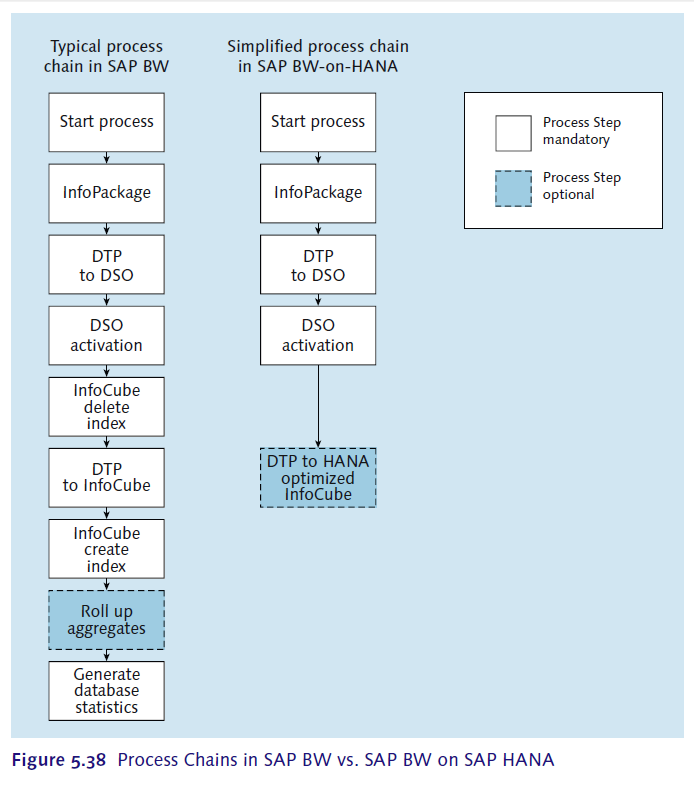 Typical process
chain in SAP BW
Simplified process chain
in SAP BW-on-HANA
Start process
InfoPackage
DTP
to DSO
DSO
activation
InfoCube
delete
index
DTP
to InfoCube
InfoCube
create
index
Roll up
aggregates
Generate
database
statistics
Start process
InfoPackage
DTP
to DSO
DSO
activation
DTP to HANA
optimized
InfoCube
Process Step
mandatory
Process Step
optional
Figure 5.38 Process Chains in SAP BW vs. SAP BW on SAP HANA